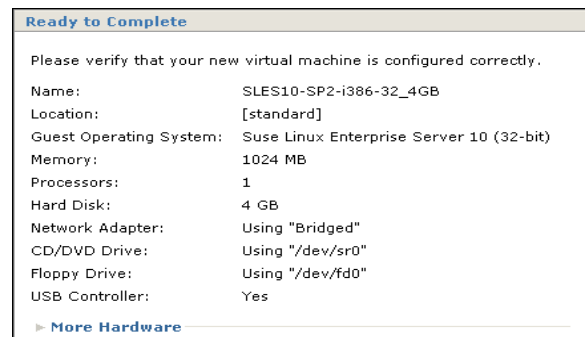 Ready to Complete
Please verify that your new virtual machine is configured correctly.
Name: SLES10-SP2-i386-32_4GB
Location: [standard]
Guest Operating System: Suse Linux Enterprise Server 10 (32-bit)
Memory: 1024 MB
Processors: 1
Hard Disk: 4 GB
Network Adapter: Using "Bridged"
CD/DVD Drive: Using "/dev/sr0"
Floppy Drive: Using "/dev/fd0"
USB Controller: Yes
More Hardware